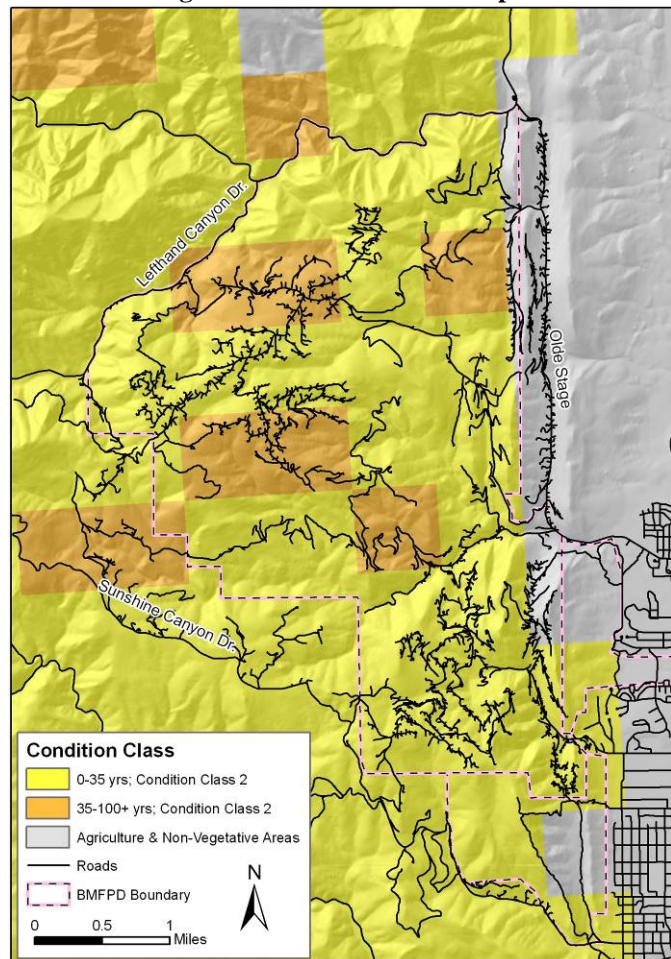 Lefthand Canyon Dr.
Olde Stage
Sunshine Canyon Dr.
Condition Class
0-35 yrs; Condition Class 2
35-100+ yrs; Condition Class 2
Agriculture & Non-Vegetative Areas
Roads
BMFPD Boundary
N
0 0.5 1
Miles